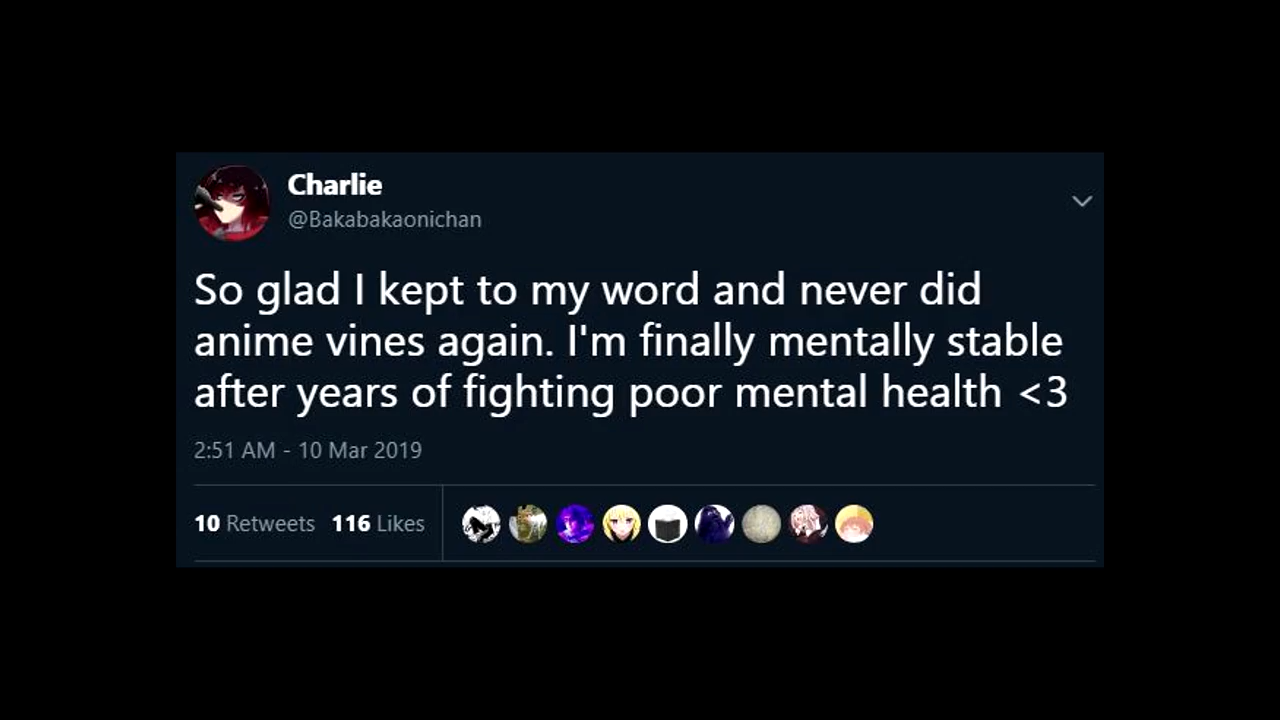 Charlie
@Bakabakaonichan
So glad I kept to my word and never did
anime vines again. I'm finally mentally stable
after years of fighting poor mental health <3
2:51 AM - 10 Mar 2019
10 Retweets 116 Likes